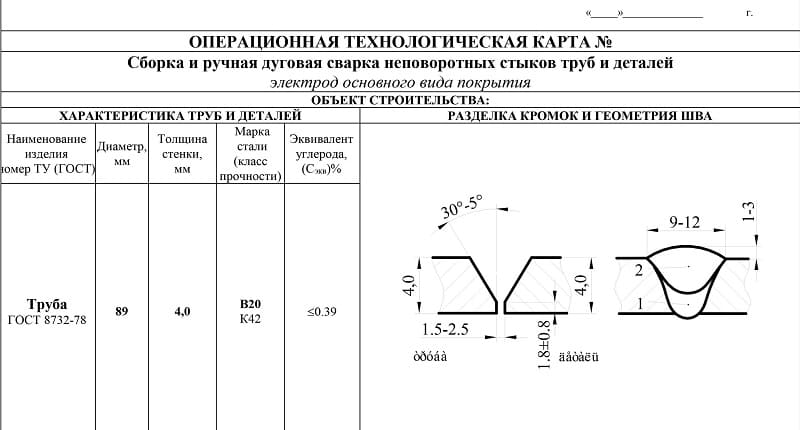 «____»______________ г.
ОПЕРАЦИОННАЯ ТЕХНОЛОГИЧЕСКАЯ КАРТА №
Сборка и ручная дуговая сварка неповоротных стыков труб и деталей
электрод основного вида покрытия
ОБЪЕКТ СТРОИТЕЛЬСТВА:
ХАРАКТЕРИСТИКА ТРУБ И ДЕТАЛЕЙ
Наименование
изделия
номер ТУ (ГОСТ)
Диаметр,
мм
Толщина
стенки,
мм
Марка
стали
(класс
прочности)
Эквивалент
углерода,
(Сэкв)%
Труба
ГОСТ 8732-78
89
4,0
В20
К42
≤0.39
РАЗДЕЛКА КРОМОК И ГЕОМЕТРИЯ ШВА
30°-5°
4,0
1.5-2.5
1.8±0.8
4,0
òðóáà
äåòàëü
9-12
1-3
2
1